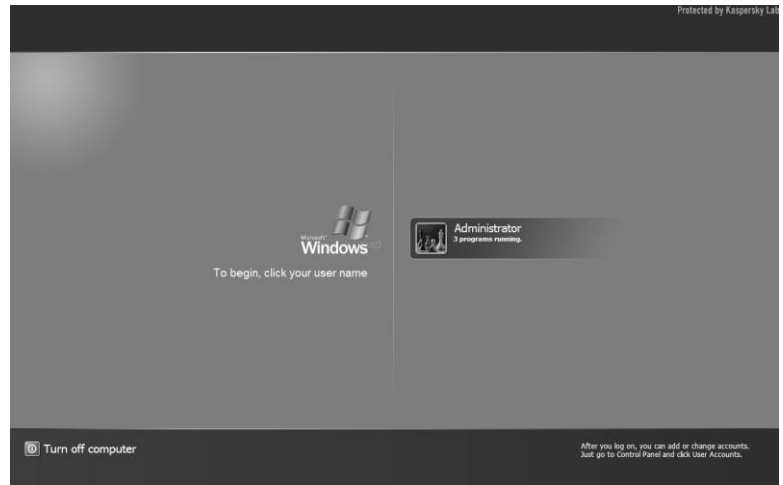 Protected by Kaspersky Lab
Microsoft
Windows xp
To begin, click your user name
Administrator
3 programs running.
Turn off computer
After you log on, you can add or change accounts.
Just go to Control Panel and click User Accounts.